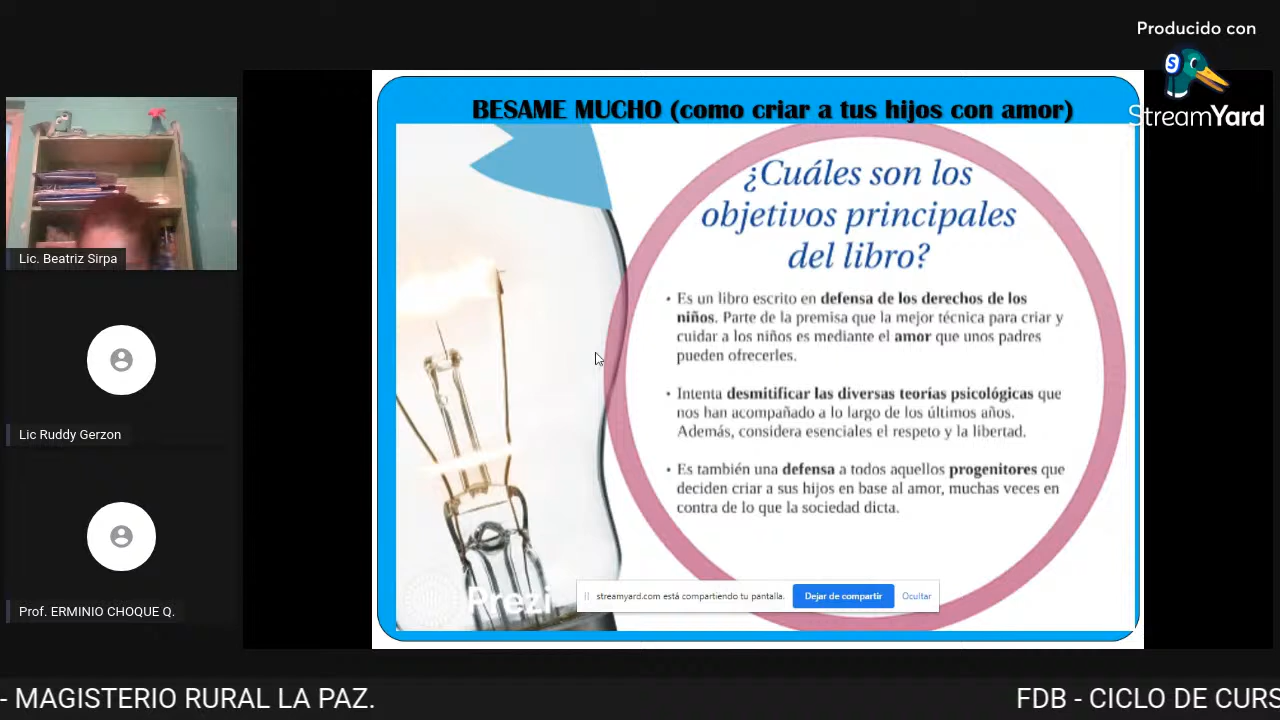 Producido con
StreamYard
BESAME MUCHO (como criar a tus hijos con amor)
¿Cuáles son los
objetivos principales
del libro?
• Es un libro escrito en defensa de los derechos de los
niños. Parte de la premisa que la mejor técnica para criar y
cuidar a los niños es mediante el amor que unos padres
pueden ofrecerles.
• Intenta desmitificar las diversas teorías psicológicas que
nos han acompañado a lo largo de los últimos años.
Además, considera esenciales el respeto y la libertad.
• Es también una defensa a todos aquellos progenitores que
deciden criar a sus hijos en base al amor, muchas veces en
contra de lo que la sociedad dicta.
Prezi
streamyard.com está compartiendo tu pantalla.
Dejar de compartir
Ocultar
Lic. Beatriz Sirpa
Lic Ruddy Gerzon
Prof. ERMINIO CHOQUE Q.
- MAGISTERIO RURAL LA PAZ.
FDB - CICLO DE CURS